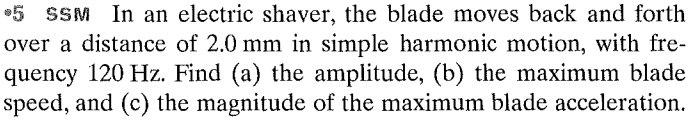 •5 SSM In an electric shaver, the blade moves back and forth
over a distance of 2.0 mm in simple harmonic motion, with fre-
quency 120 Hz. Find (a) the amplitude, (b) the maximum blade
speed, and (c) the magnitude of the maximum blade acceleration.